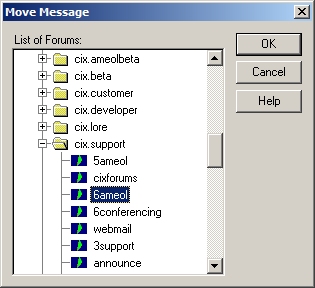 Move Message
List of Forums:
cix.ameolbeta
cix.beta
cix.customer
cix.developer
cix.lore
cix.support
5ameol
cixforums
6ameol
6conferencing
webmail
3support
announce
OK
Cancel
Help